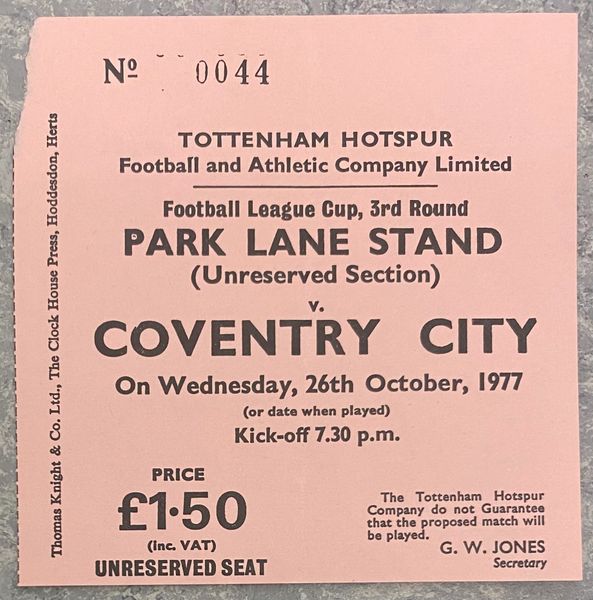 Nº 0044
TOTTENHAM HOTSPUR
Football and Athletic Company Limited
Football League Cup, 3rd Round
PARK LANE STAND
(Unreserved Section)
v.
COVENTRY CITY
On Wednesday, 26th October, 1977
(or date when played)
Kick-off 7.30 p.m.
PRICE
£1·50
(inc. VAT)
UNRESERVED SEAT
The Tottenham Hotspur
Company do not Guarantee
that the proposed match will
be played.
G. W. JONES
Secretary
Thomas Knight & Co. Ltd., The Clock House Press, Hoddesdon, Herts